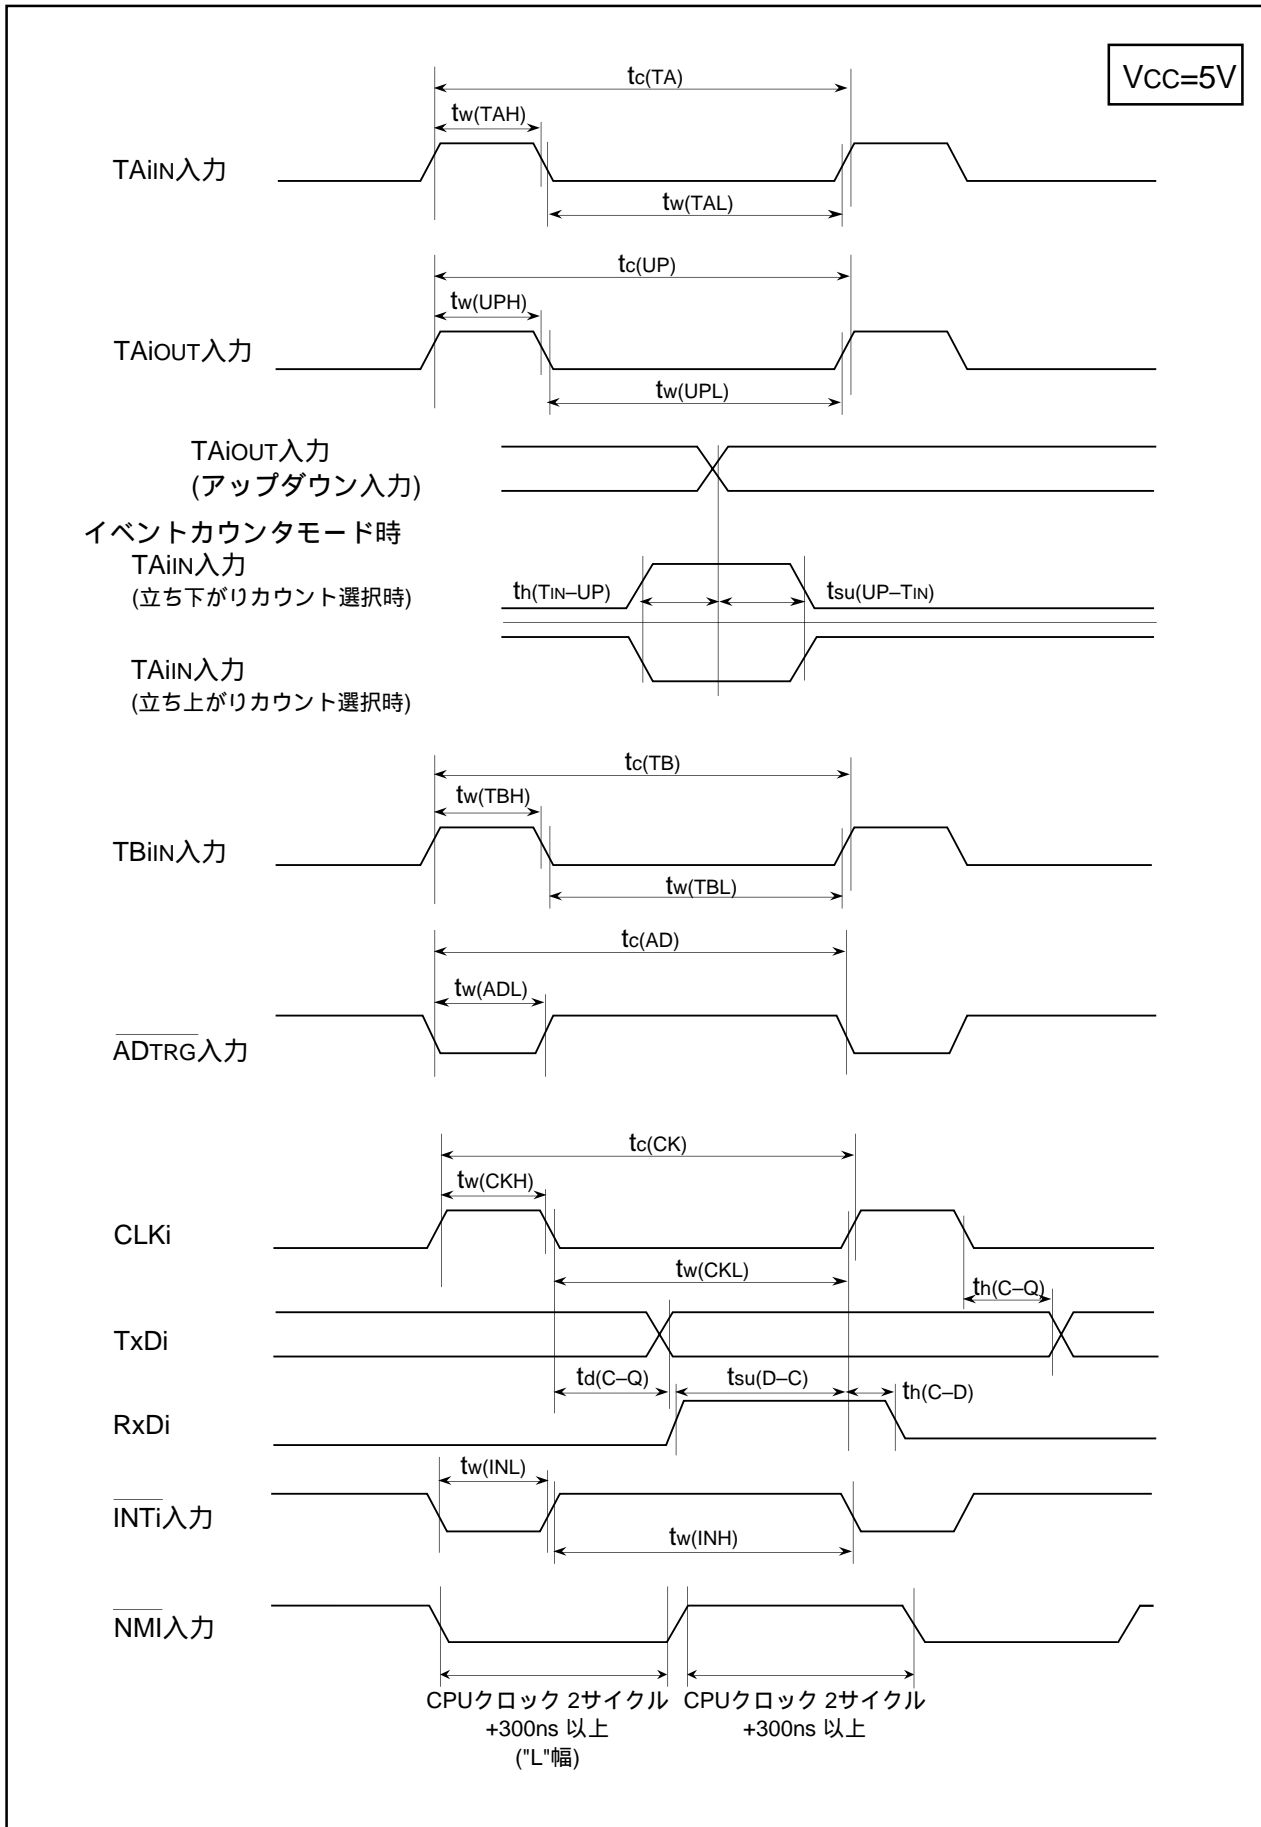 VCC=5V
tc(TA)
tw(TAH)
TAiIN入力
tw(TAL)
tc(UP)
tw(UPH)
TAiOUT入力
tw(UPL)
TAiOUT入力
(アップダウン入力)
イベントカウンタモード時
TAiIN入力
(立ち下がりカウント選択時)
th(TIN–UP)
tsu(UP–TIN)
TAiIN入力
(立ち上がりカウント選択時)
tc(TB)
tw(TBH)
TBiIN入力
tw(TBL)
tc(AD)
tw(ADL)
ADTRG入力
tc(CK)
tw(CKH)
CLKi
tw(CKL)
th(C–Q)
TxDi
td(C–Q)
tsu(D–C)
th(C–D)
RxDi
tw(INL)
INTi入力
tw(INH)
NMI入力
CPUクロック 2サイクル
+300ns 以上
("L"幅)
CPUクロック 2サイクル
+300ns 以上